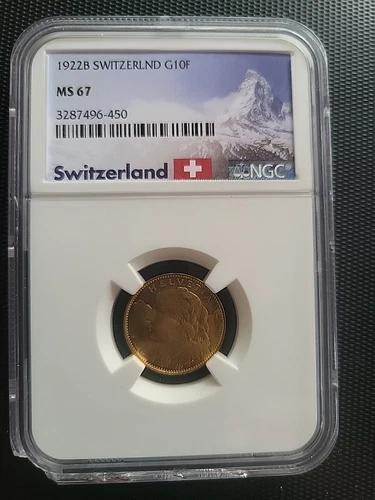 1922B SWITZERLND G10F
MS 67
3287496-450
Switzerland NGC
HELVETIA